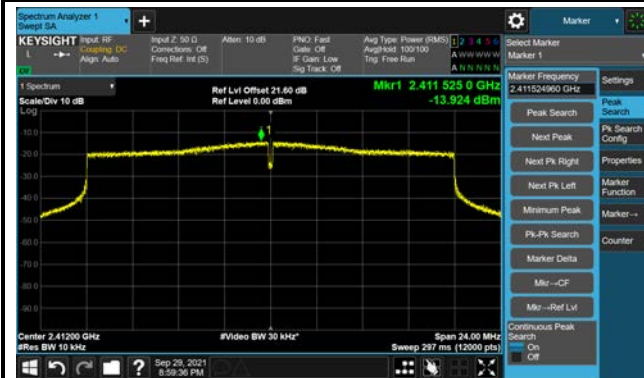 Spectrum Analyzer 1
Swept SA
Marker
KEYSIGHT
L
Input: RF
Coupling: DC
Align: Auto
Input Z: 50 Ω
Corrections: Off
Freq Ref: Int (S)
Atten: 10 dB
PNO: Fast
Gate: Off
IF Gain: Low
Sig Track: Off
Avg Type: Power (RMS)
Avg|Hold: 100/100
Trig: Free Run
1 2 3 4 5 6
A W W W W W
A N N N N N
Select Marker
Marker 1
1 Spectrum
Scale/Div 10 dB
Log
Ref Lvl Offset 21.60 dB
Ref Level 0.00 dBm
Mkr1 2.411 525 0 GHz
-13.924 dBm
1
-10.0
-20.0
-30.0
-40.0
-50.0
-60.0
-70.0
-80.0
-90.0
Center 2.41200 GHz
#Res BW 10 kHz
#Video BW 30 kHz*
Span 24.00 MHz
Sweep 297 ms (12000 pts)
Marker Frequency
2.411524960 GHz
Peak Search
Next Peak
Next Pk Right
Next Pk Left
Minimum Peak
Pk-Pk Search
Marker Delta
Mkr→CF
Mkr→Ref Lvl
Continuous Peak
Search
On
Off
Settings
Peak
Search
Pk Search
Config
Properties
Marker
Function
Marker→
Counter
Sep 29, 2021
8:59:36 PM